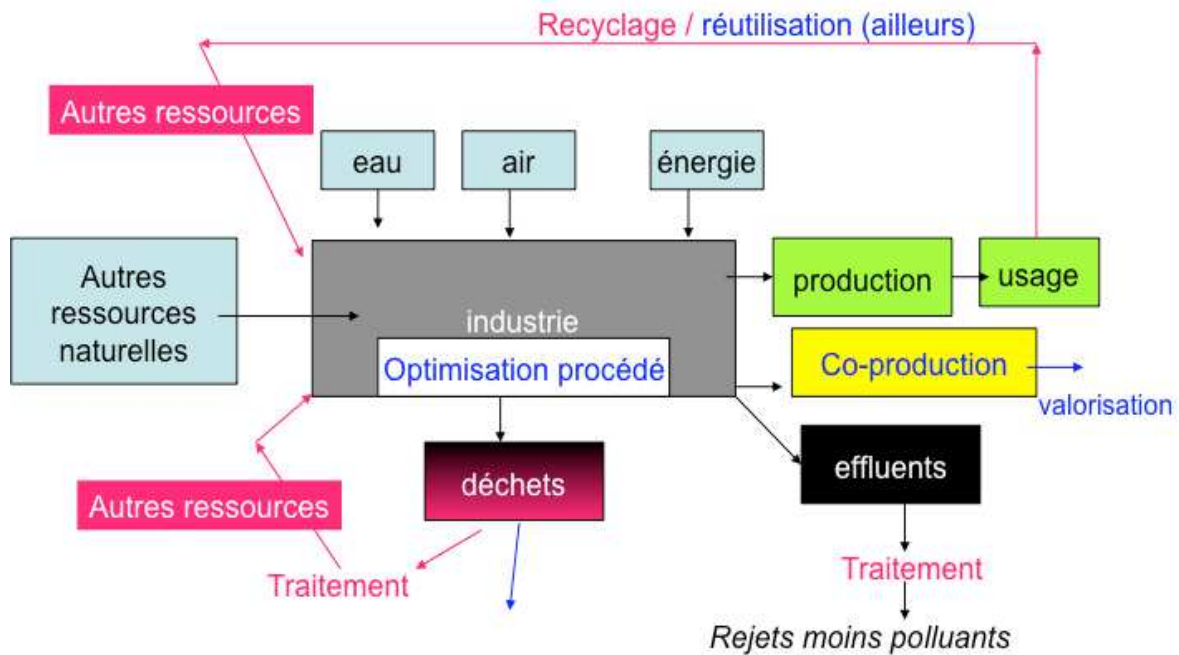 Recyclage / réutilisation (ailleurs)
Autres ressources
eau
air
énergie
Autres
ressources
naturelles
industrie
Optimisation procédé
production
usage
Co-production
valorisation
déchets
effluents
Autres ressources
Traitement
Traitement
Rejets moins polluants